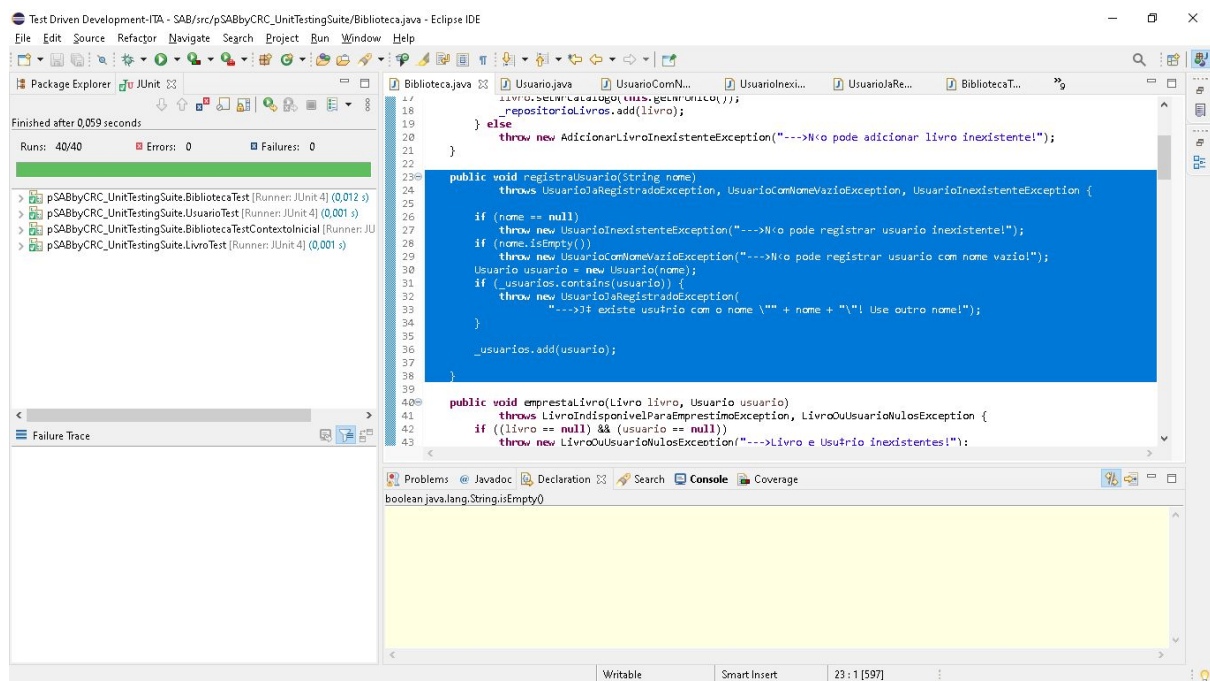 Test Driven Development-ITA - SAB/src/pSABbyCRC_UnitTestingSuite/Biblioteca.java - Eclipse IDE
File Edit Source Refactor Navigate Search Project Run Window Help
Package Explorer JUnit
Finished after 0,059 seconds
Runs: 40/40 Errors: 0 Failures: 0
pSABbyCRC_UnitTestingSuite.BibliotecaTest [Runner: JUnit 4] (0,012 s)
pSABbyCRC_UnitTestingSuite.UsuarioTest [Runner: JUnit 4] (0,001 s)
pSABbyCRC_UnitTestingSuite.BibliotecaTestContextoInicial [Runner: JU
pSABbyCRC_UnitTestingSuite.LivroTest [Runner: JUnit 4] (0,001 s)
Failure Trace
Biblioteca.java Usuario.java UsuarioComN... UsuarioInexi... UsuarioJaRe... BibliotecaT... »9
17 livro.setNrCatalogo(this.getNrUnico());
18 _repositorioLivros.add(livro);
19 } else
20 throw new AdicionarLivroInexistenteException("--->N<o pode adicionar livro inexistente!");
21 }
22
23 public void registraUsuario(String nome)
24 throws UsuarioJaRegistradoException, UsuarioComNomeVazioException, UsuarioInexistenteException {
25
26 if (nome == null)
27 throw new UsuarioInexistenteException("--->N<o pode registrar usuario inexistente!");
28 if (nome.isEmpty())
29 throw new UsuarioComNomeVazioException("--->N<o pode registrar usuario com nome vazio!");
30 Usuario usuario = new Usuario(nome);
31 if (_usuarios.contains(usuario)) {
32 throw new UsuarioJaRegistradoException(
33 "--->J‡ existe usu‡rio com o nome \"" + nome + "\"! Use outro nome!");
34 }
35
36 _usuarios.add(usuario);
37
38 }
39
40 public void emprestaLivro(Livro livro, Usuario usuario)
41 throws LivroIndisponivelParaEmprestimoException, LivroOuUsuarioNulosException {
42 if ((livro == null) && (usuario == null))
43 throw new LivroOuUsuarioNulosException("--->Livro e Usu‡rio inexistentes!");
Problems @ Javadoc Declaration Search Console Coverage
boolean java.lang.String.isEmpty()
Writable Smart Insert 23 : 1 [597]